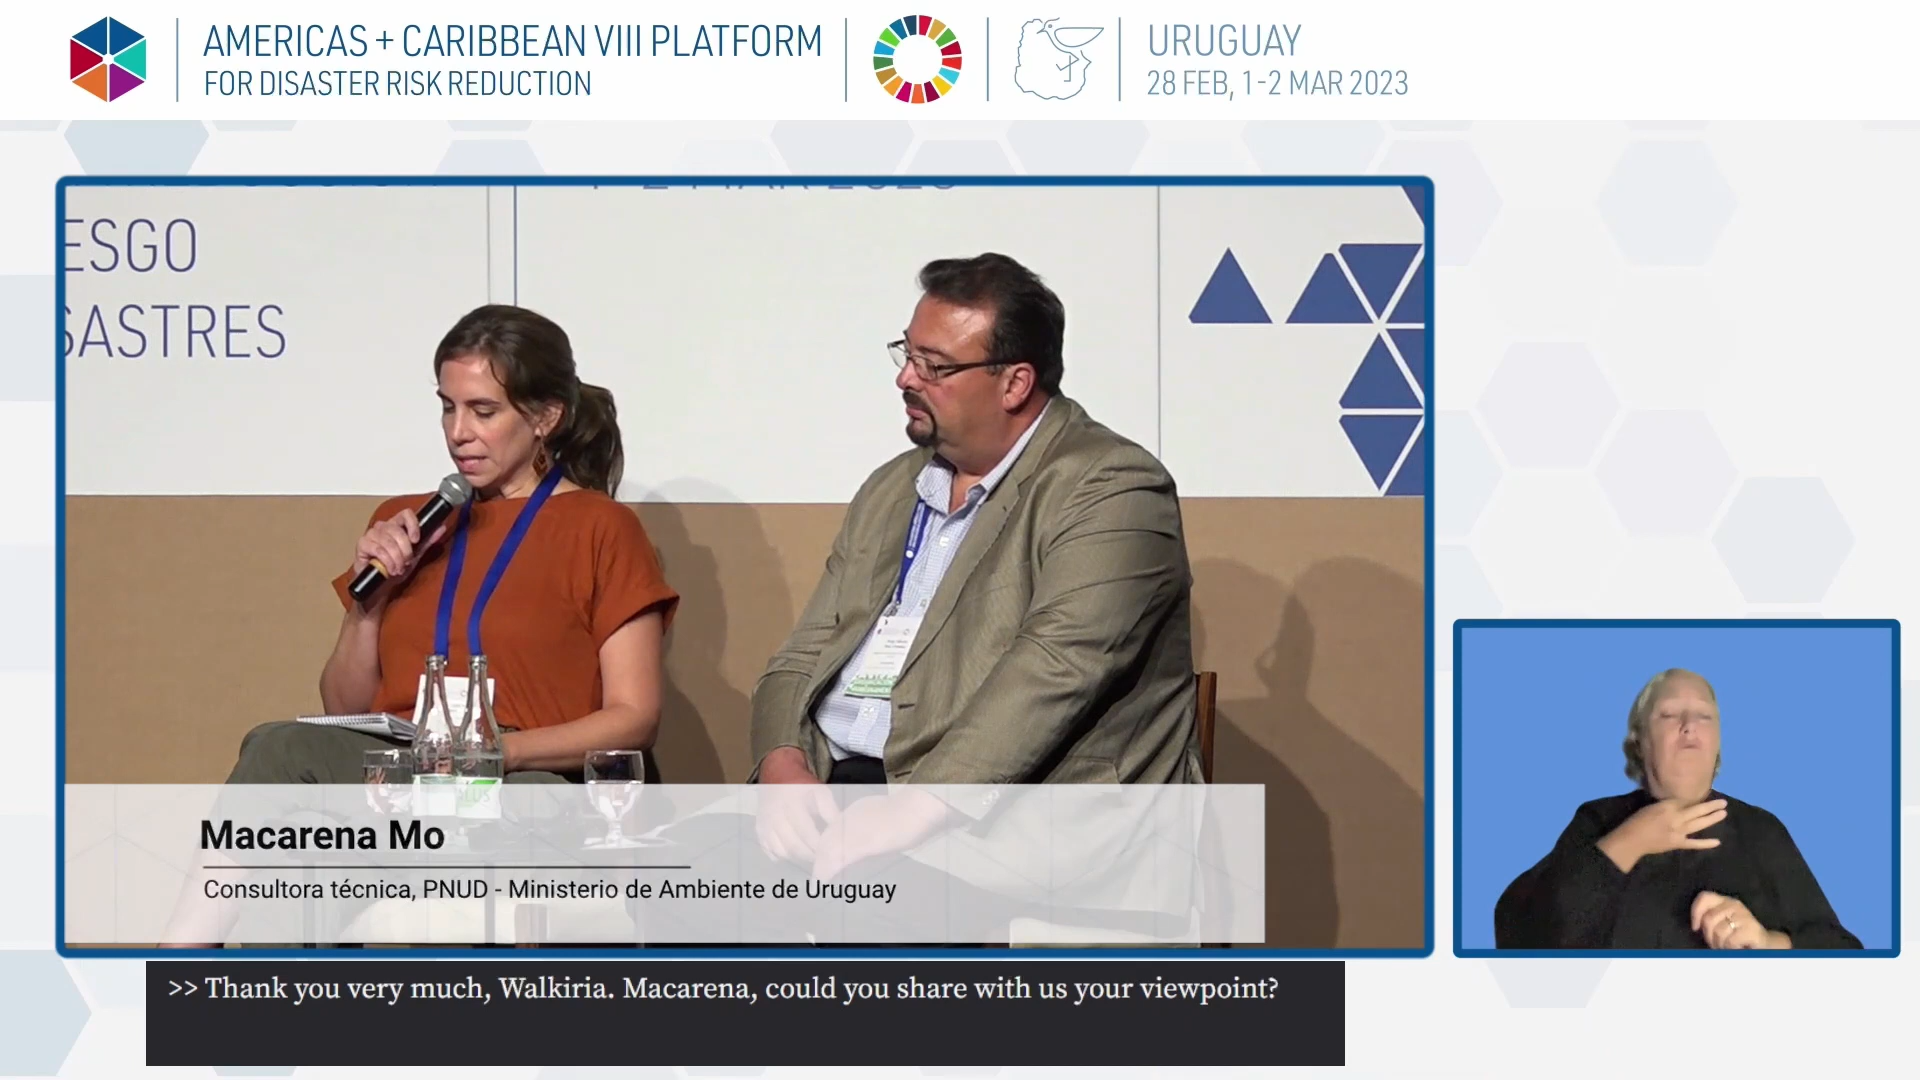 AMERICAS + CARIBBEAN VIII PLATFORM
FOR DISASTER RISK REDUCTION
URUGUAY
28 FEB, 1-2 MAR 2023
ESGO
SASTRES
Macarena Mo
Consultora técnica, PNUD - Ministerio de Ambiente de Uruguay
>> Thank you very much, Walkiria. Macarena, could you share with us your viewpoint?